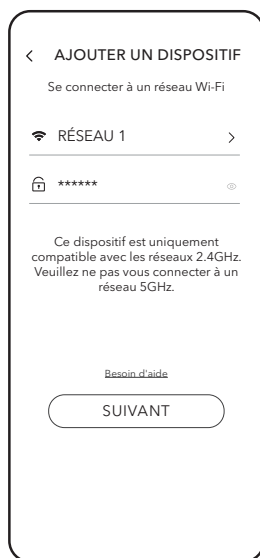 AJOUTER UN DISPOSITIF
Se connecter à un réseau Wi-Fi
RÉSEAU 1
******
Ce dispositif est uniquement
compatible avec les réseaux 2.4GHz.
Veuillez ne pas vous connecter à un
réseau 5GHz.
Besoin d'aide
SUIVANT